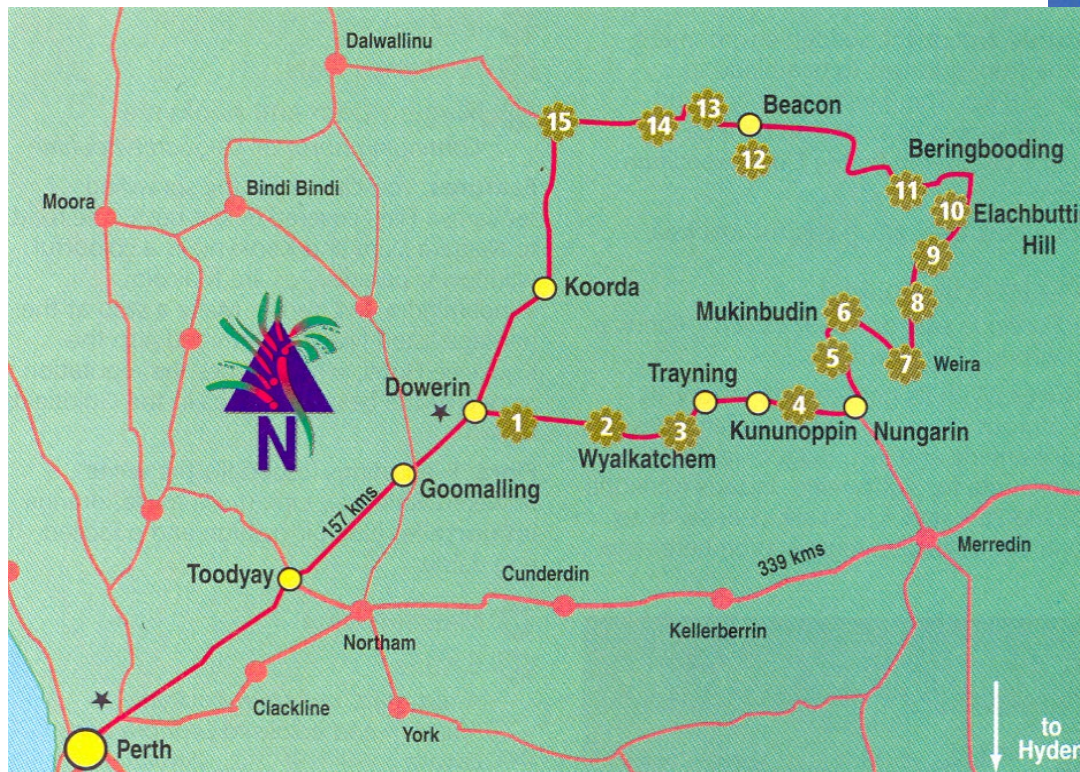 Dalwallinu
15
14
13
Beacon
12
Beringbooding
11
10
Elachbutti
Hill
9
8
Moora
Bindi Bindi
Koorda
Mukinbudin
6
5
7
Weira
Trayning
Dowerin
1
2
3
4
Wyalkatchem
Kununoppin
Nungarin
N
Goomalling
157 kms
Toodyay
Cunderdin
339 kms
Merredin
Northam
Kellerberrin
Clackline
York
Perth
to
Hyden